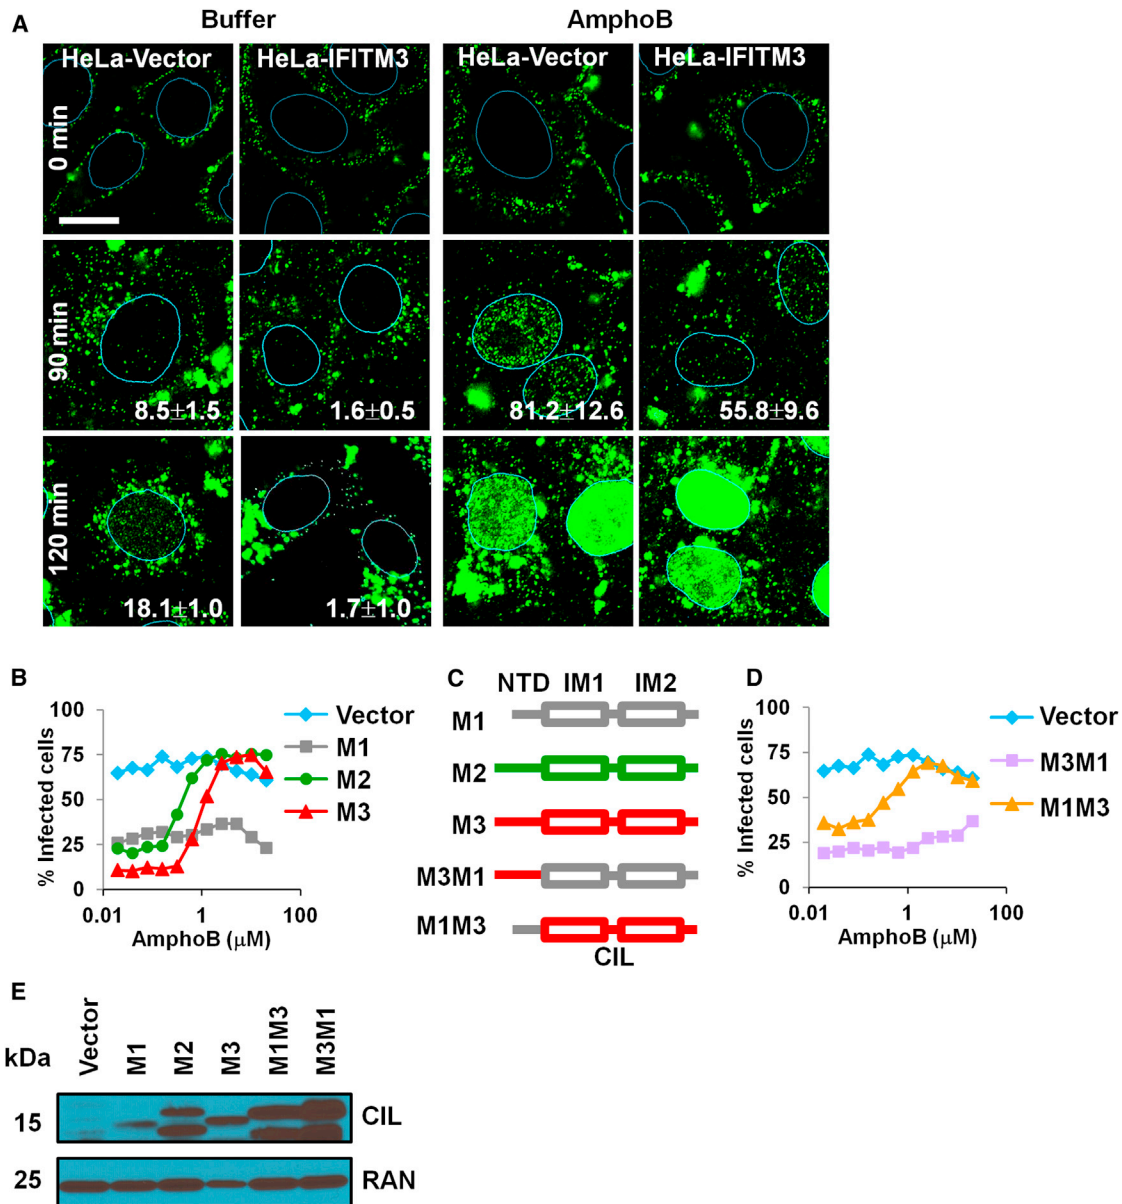 A
Buffer
AmphoB
HeLa-Vector
HeLa-IFITM3
HeLa-Vector
HeLa-IFITM3
0 min
90 min
8.5±1.5
1.6±0.5
81.2±12.6
55.8±9.6
120 min
18.1±1.0
1.7±1.0
B
% Infected cells
100
75
50
25
0
0.01
1
100
AmphoB (µM)
Vector
M1
M2
M3
C
NTD IM1 IM2
M1
M2
M3
M3M1
M1M3
CIL
D
% Infected cells
100
75
50
25
0
0.01
1
100
AmphoB (µM)
Vector
M3M1
M1M3
E
kDa
Vector
M1
M2
M3
M1M3
M3M1
15
CIL
25
RAN